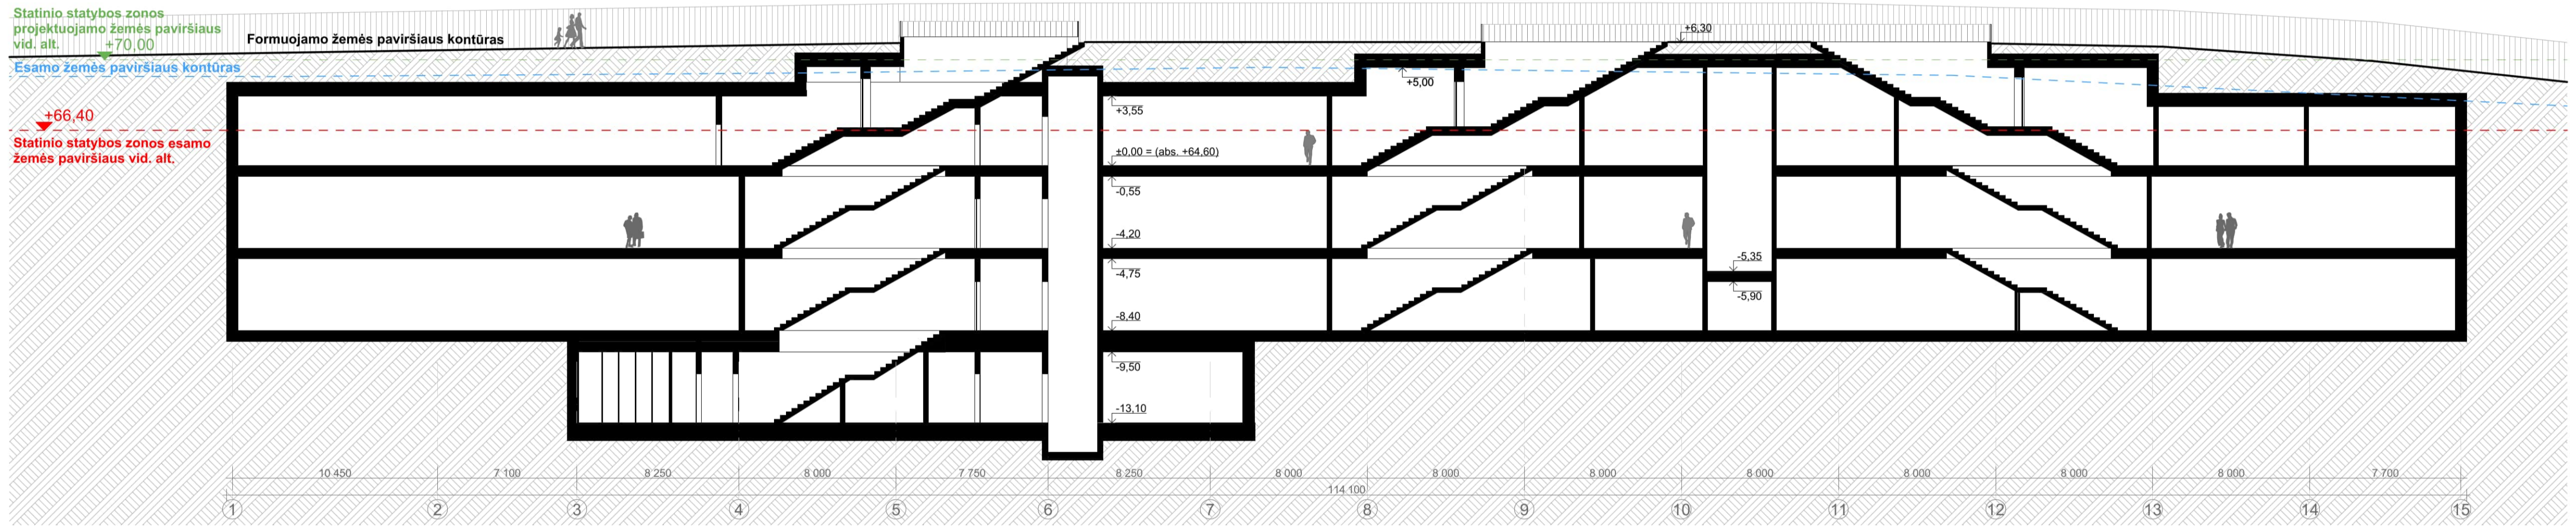 Statinio statybos zonos
projektuojamo žemės paviršiaus
vid. alt.
+70,00
Formuojamo žemės paviršiaus kontūras
Esamo žemės paviršiaus kontūras
+66,40
Statinio statybos zonos esamo
žemės paviršiaus vid. alt.
+6,30
+5,00
+3,55
±0,00 = (abs. +64,60)
-0,55
-4,20
-4,75
-5,35
-5,90
-8,40
-9,50
-13,10
10 450 7 100 8 250 8 000 7 750 8 250 8 000 8 000 8 000 8 000 8 000 8 000 8 000 7 700
114 100
1 2 3 4 5 6 7 8 9 10 11 12 13 14 15